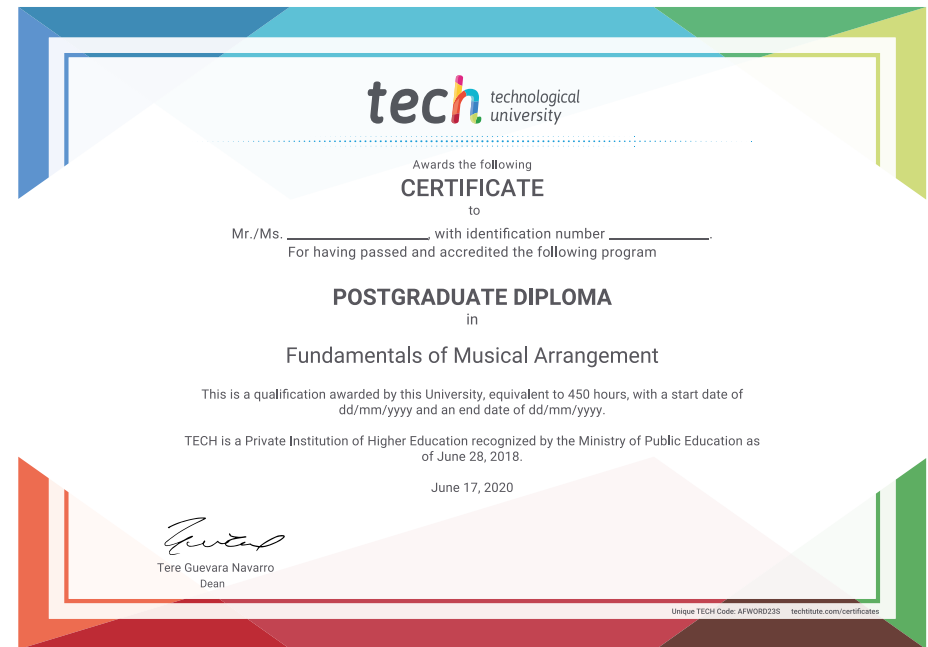 tech technological
university
Awards the following
CERTIFICATE
to
Mr./Ms. ____________________, with identification number ______________.
For having passed and accredited the following program
POSTGRADUATE DIPLOMA
in
Fundamentals of Musical Arrangement
This is a qualification awarded by this University, equivalent to 450 hours, with a start date of
dd/mm/yyyy and an end date of dd/mm/yyyy.
TECH is a Private Institution of Higher Education recognized by the Ministry of Public Education as
of June 28, 2018.
June 17, 2020
Tere Guevara Navarro
Dean
Unique TECH Code: AFWORD23S techtitute.com/certificates